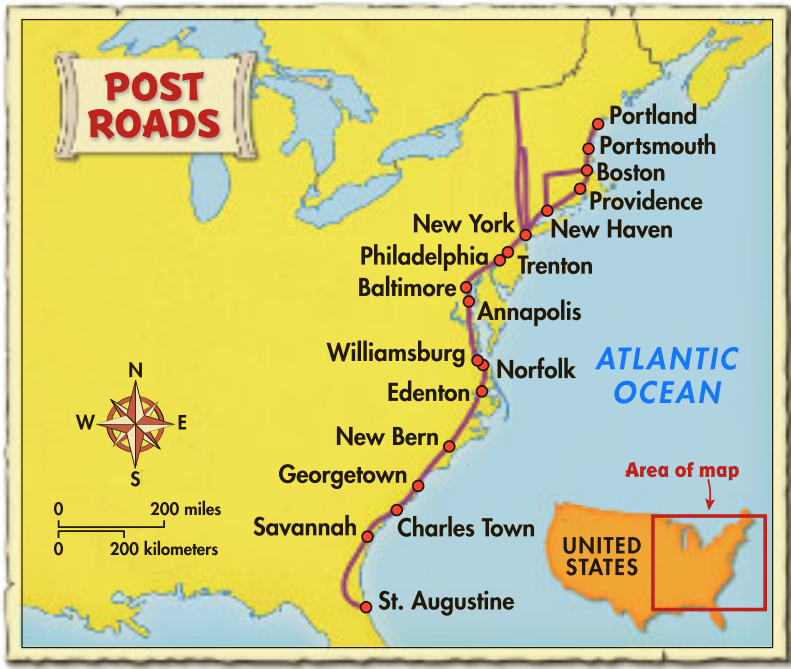 POST
ROADS
Portland
Portsmouth
Boston
Providence
New York
New Haven
Philadelphia
Trenton
Baltimore
Annapolis
Williamsburg
Norfolk
ATLANTIC
OCEAN
Edenton
New Bern
Georgetown
Charles Town
Savannah
St. Augustine
N
W
E
S
0
200 miles
0
200 kilometers
Area of map
UNITED
STATES